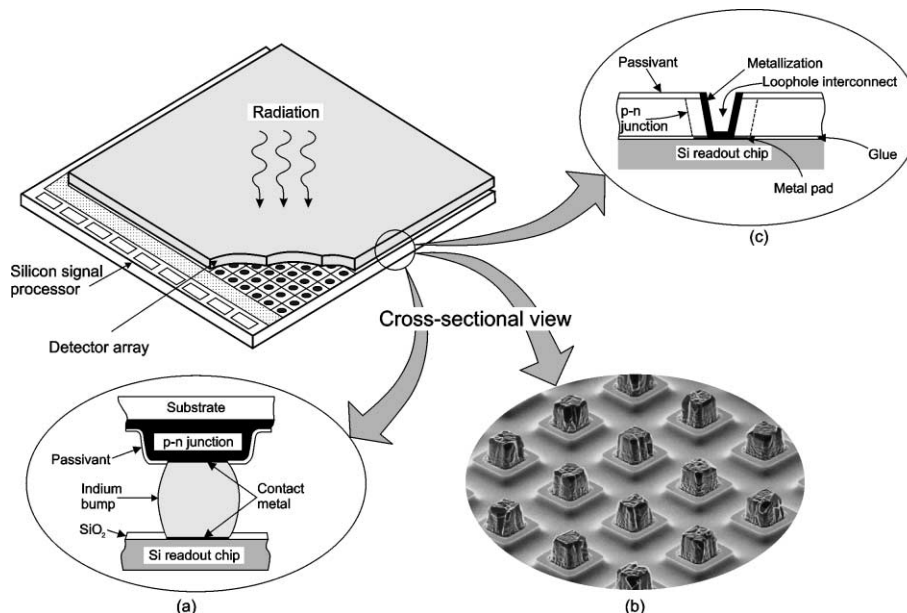 Radiation
Silicon signal
processor
Detector array
Cross-sectional view
Passivant
Metallization
Loophole interconnect
p-n
junction
Si readout chip
Glue
Metal pad
(c)
Substrate
p-n junction
Passivant
Indium
bump
Contact
metal
SiO₂
Si readout chip
(a)
(b)